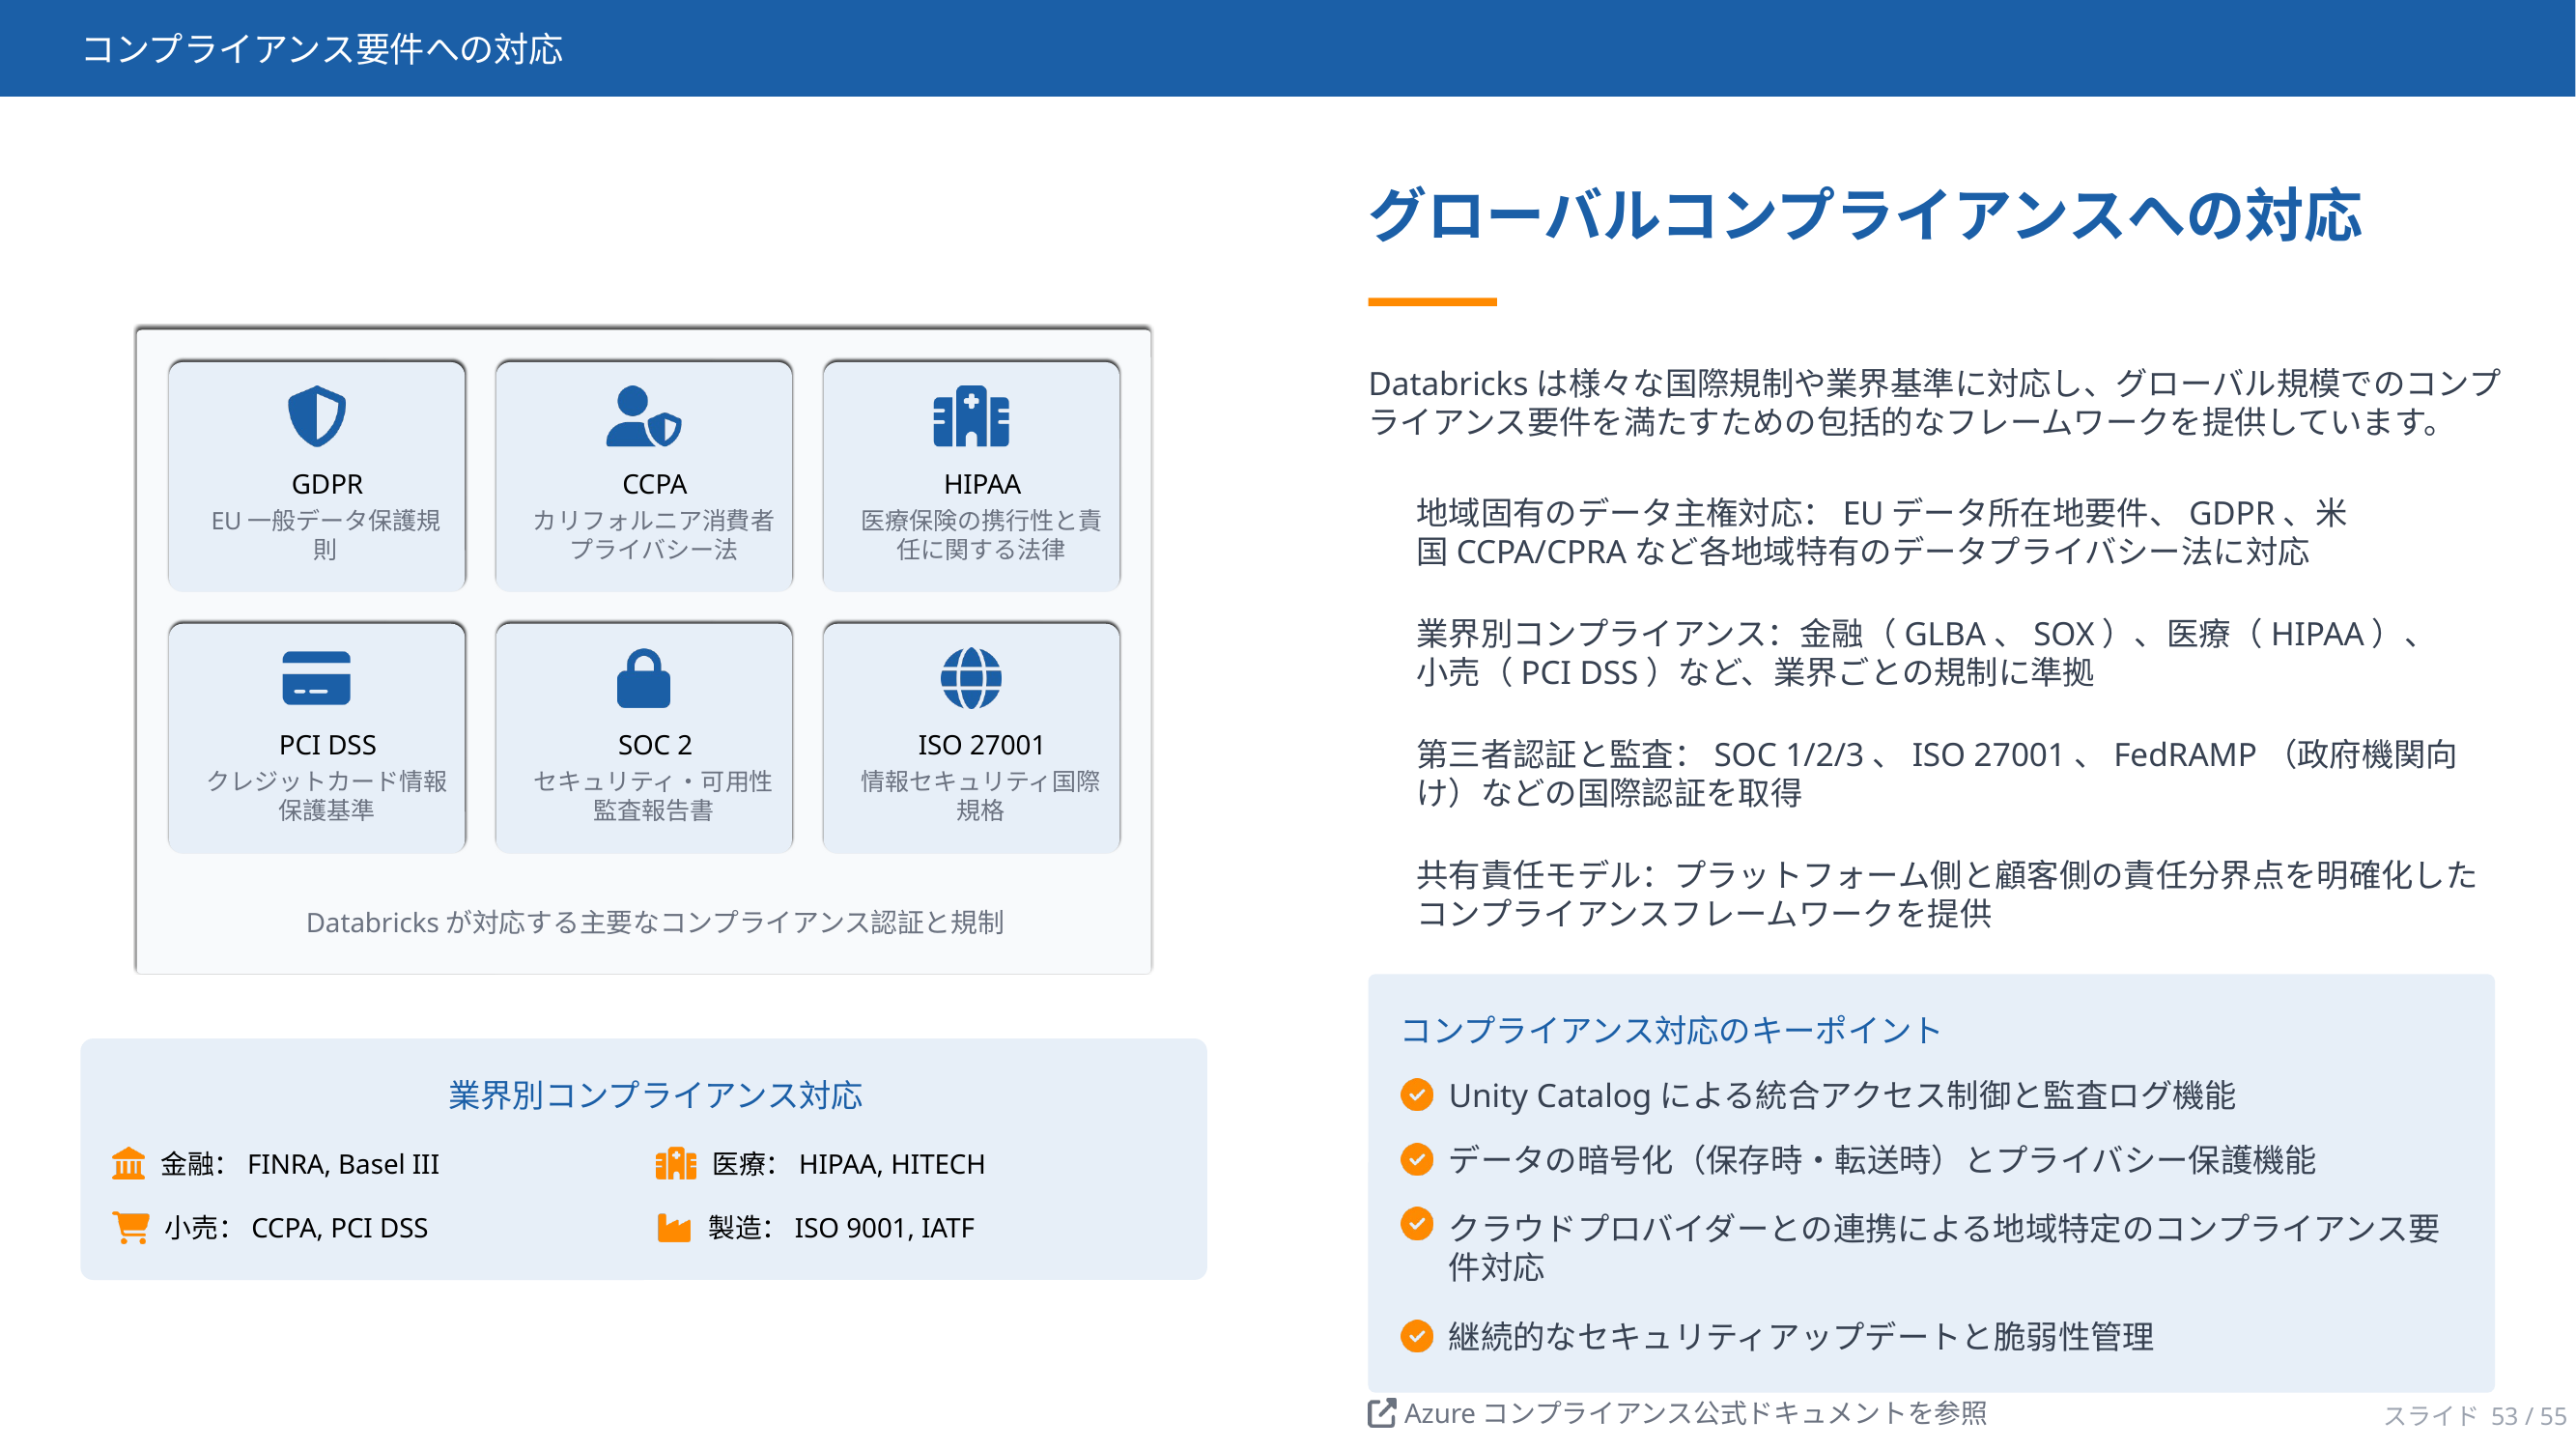 コンプライアンス要件への対応
GDPR
EU 一般データ保護規
則
CCPA
カリフォルニア消費者
プライバシー法
HIPAA
医療保険の携行性と責
任に関する法律
PCI DSS
クレジットカード情報
保護基準
SOC 2
セキュリティ・可用性
監査報告書
ISO 27001
情報セキュリティ国際
規格
Databricks が対応する主要なコンプライアンス認証と規制
業界別コンプライアンス対応
金融： FINRA, Basel III
医療： HIPAA, HITECH
小売： CCPA, PCI DSS
製造： ISO 9001, IATF
グローバルコンプライアンスへの対応
Databricks は様々な国際規制や業界基準に対応し、グローバル規模でのコンプ
ライアンス要件を満たすための包括的なフレームワークを提供しています。
地域固有のデータ主権対応： EU データ所在地要件、 GDPR 、米
国 CCPA/CPRA など各地域特有のデータプライバシー法に対応
業界別コンプライアンス：金融（ GLBA 、 SOX ）、医療（ HIPAA ）、
小売（ PCI DSS ）など、業界ごとの規制に準拠
第三者認証と監査： SOC 1/2/3 、 ISO 27001 、 FedRAMP （政府機関向
け）などの国際認証を取得
共有責任モデル：プラットフォーム側と顧客側の責任分界点を明確化した
コンプライアンスフレームワークを提供
コンプライアンス対応のキーポイント
Unity Catalog による統合アクセス制御と監査ログ機能
データの暗号化（保存時・転送時）とプライバシー保護機能
クラウドプロバイダーとの連携による地域特定のコンプライアンス要
件対応
継続的なセキュリティアップデートと脆弱性管理
Azure コンプライアンス公式ドキュメントを参照
スライド 53 / 55